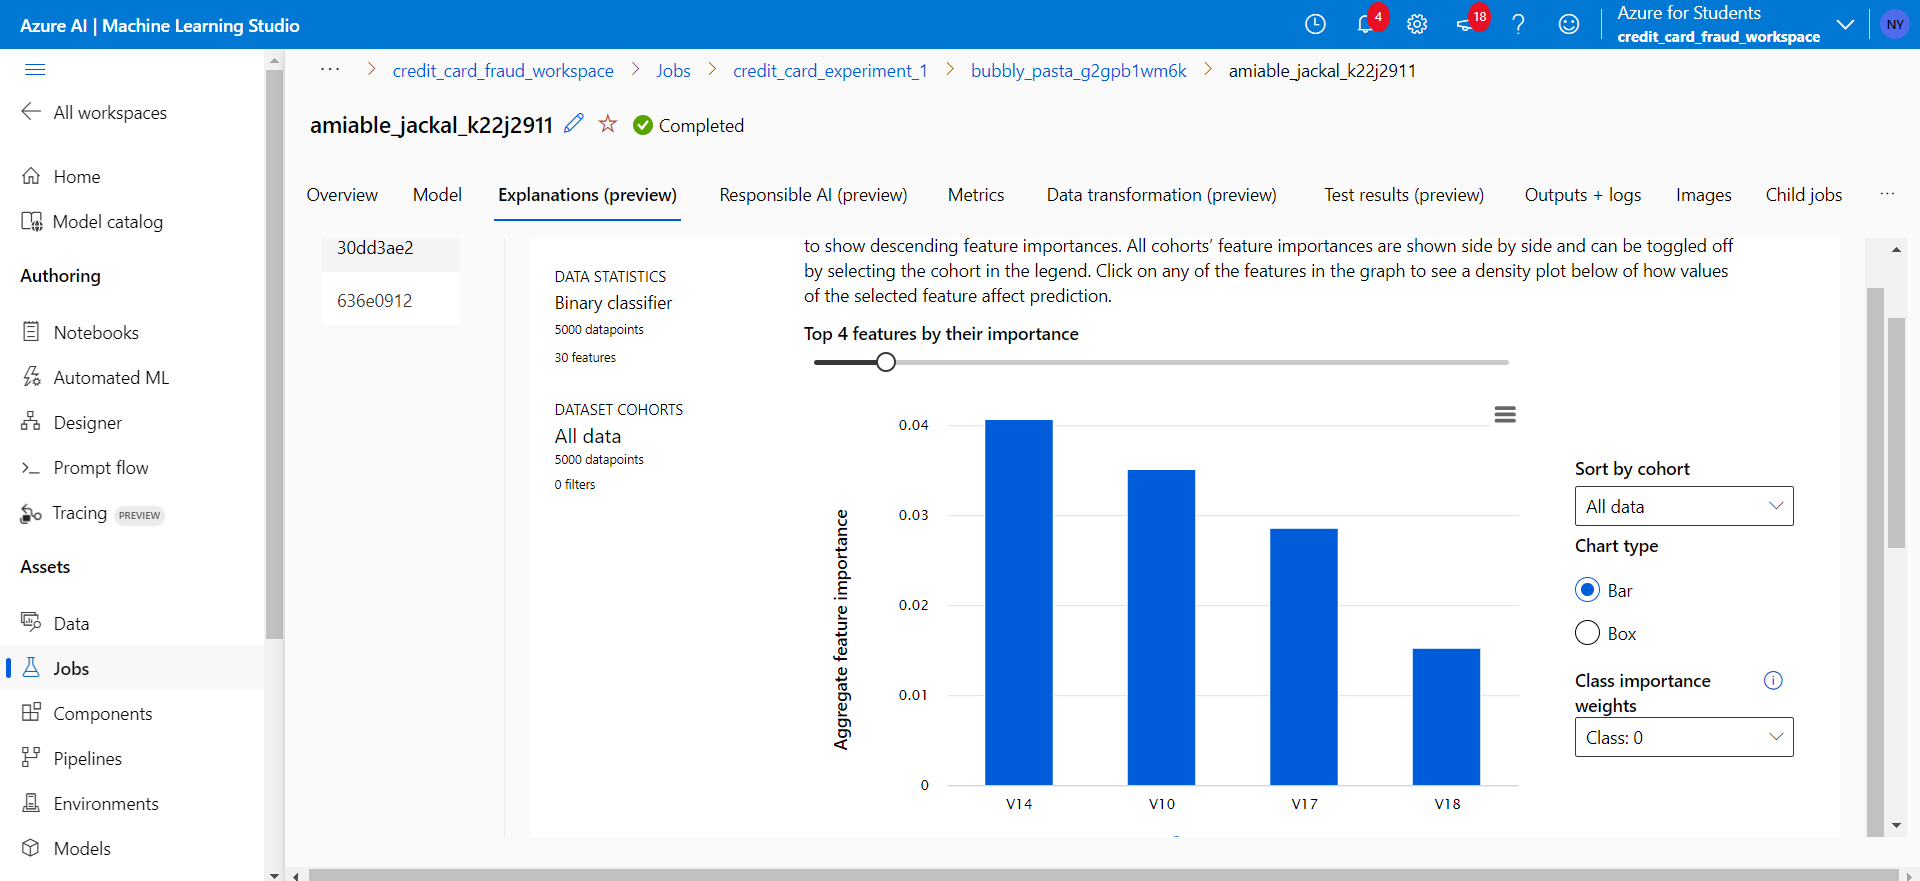 Azure AI | Machine Learning Studio
4
18
Azure for Students
credit_card_fraud_workspace
NY
All workspaces
Home
Model catalog
Authoring
Notebooks
Automated ML
Designer
Prompt flow
Tracing PREVIEW
Assets
Data
Jobs
Components
Pipelines
Environments
Models
··· > credit_card_fraud_workspace > Jobs > credit_card_experiment_1 > bubbly_pasta_g2gpb1wm6k > amiable_jackal_k22j2911
amiable_jackal_k22j2911 Completed
Overview Model Explanations (preview) Responsible AI (preview) Metrics Data transformation (preview) Test results (preview) Outputs + logs Images Child jobs ···
30dd3ae2
636e0912
DATA STATISTICS
Binary classifier
5000 datapoints
30 features
DATASET COHORTS
All data
5000 datapoints
0 filters
to show descending feature importances. All cohorts’ feature importances are shown side by side and can be toggled off
by selecting the cohort in the legend. Click on any of the features in the graph to see a density plot below of how values
of the selected feature affect prediction.
Top 4 features by their importance
Aggregate feature importance
0.04
0.03
0.02
0.01
0
V14 V10 V17 V18
Sort by cohort
All data
Chart type
Bar
Box
Class importance
weights
Class: 0